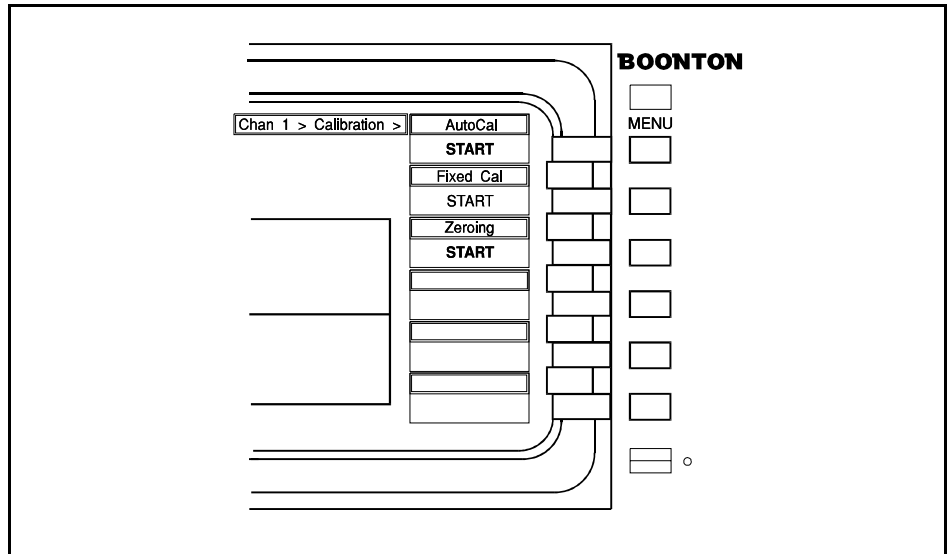 BOONTON
MENU
Chan 1 > Calibration >
AutoCal
START
Fixed Cal
START
Zeroing
START